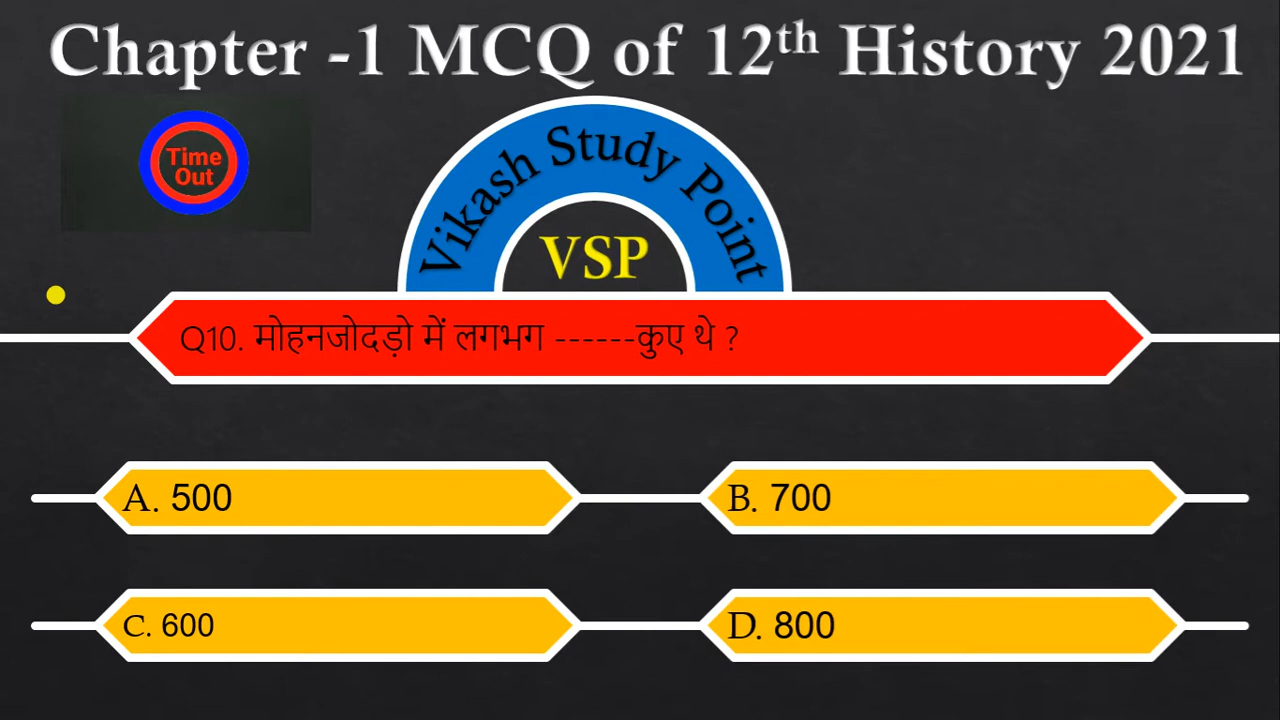 Chapter -1 MCQ of 12th History 2021
Time
Out
Vikash Study Point
VSP
Q10. मोहनजोदड़ो में लगभग ------कुए थे ?
A. 500
B. 700
C. 600
D. 800